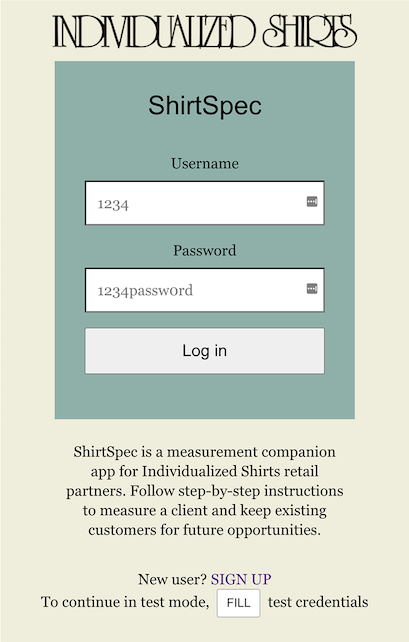 INDIVIDUALIZED SHIRTS
ShirtSpec
Username
1234
Password
1234passw0rd
Log in
ShirtSpec is a measurement companion
app for Individualized Shirts retail
partners. Follow step-by-step instructions
to measure a client and keep existing
customers for future opportunities.
New user? SIGN UP
To continue in test mode, FILL test credentials